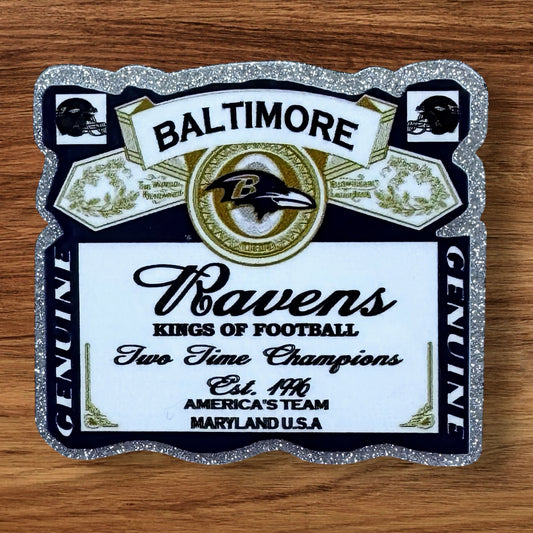 BALTIMORE
B
GENUINE
Ravens
KINGS OF FOOTBALL
Two Time Champions
Est. 1996
AMERICA"S TEAM
MARYLAND U.S.A
GENUINE